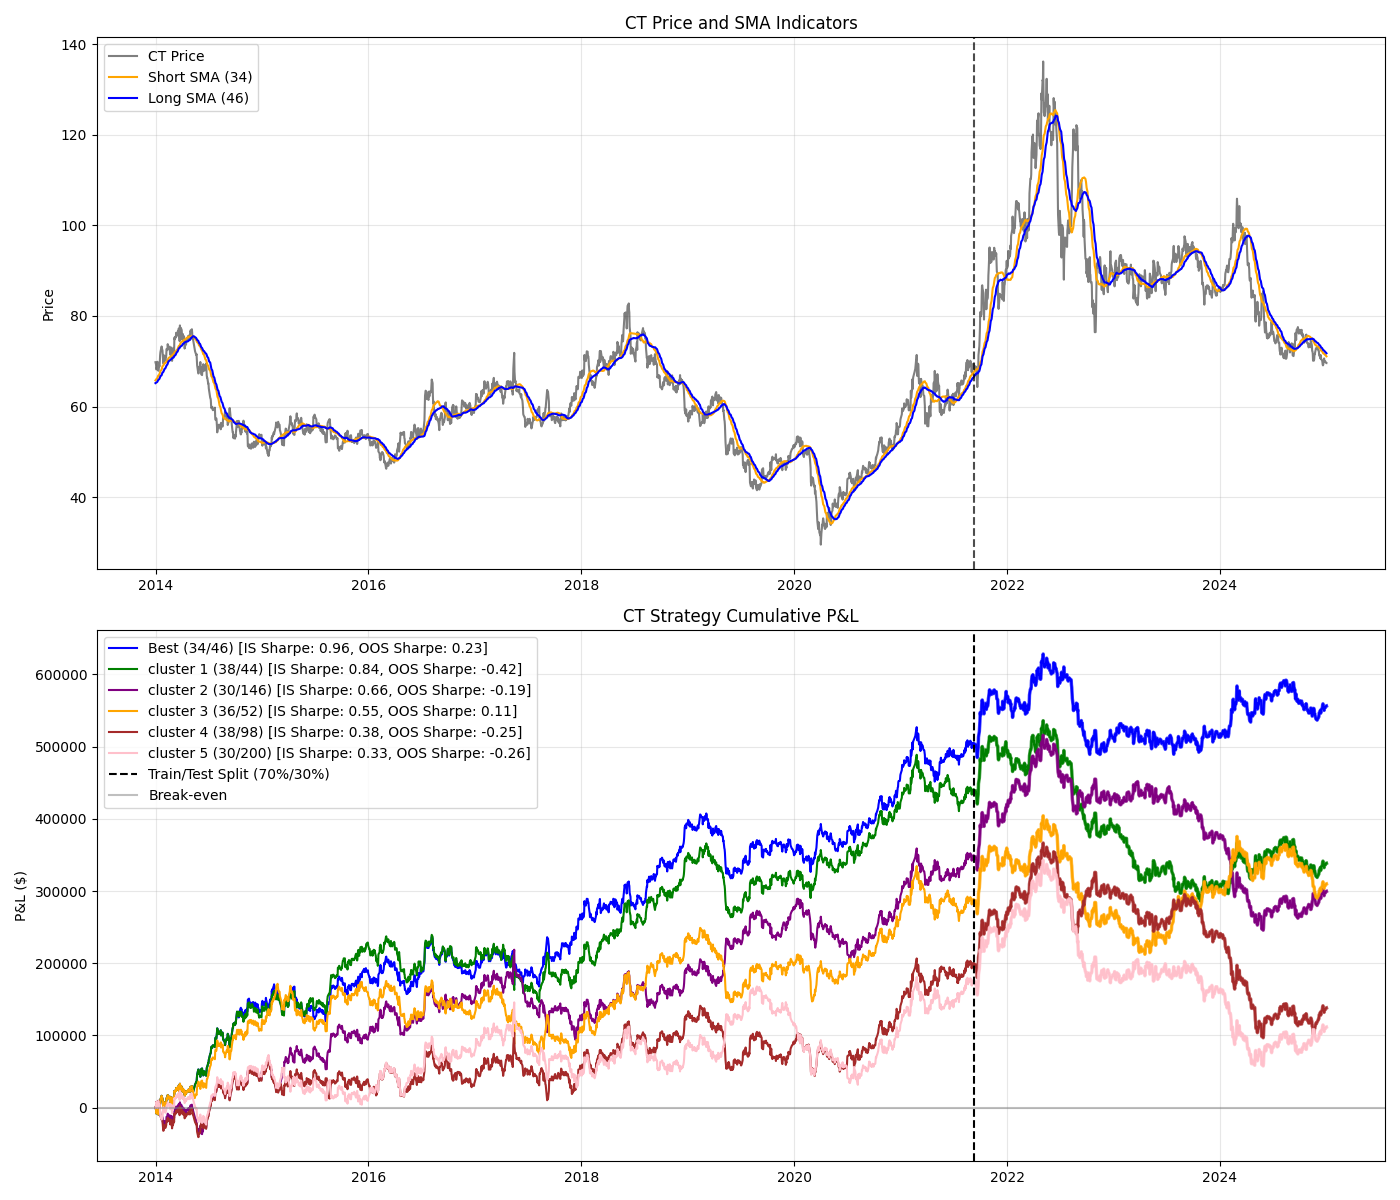 CT Price and SMA Indicators
CT Price
Short SMA (34)
Long SMA (46)
140
120
100
80
60
40
Price
2014 2016 2018 2020 2022 2024
CT Strategy Cumulative P&L
Best (34/46) [IS Sharpe: 0.96, OOS Sharpe: 0.23]
cluster 1 (38/44) [IS Sharpe: 0.84, OOS Sharpe: -0.42]
cluster 2 (30/146) [IS Sharpe: 0.66, OOS Sharpe: -0.19]
cluster 3 (36/52) [IS Sharpe: 0.55, OOS Sharpe: 0.11]
cluster 4 (38/98) [IS Sharpe: 0.38, OOS Sharpe: -0.25]
cluster 5 (30/200) [IS Sharpe: 0.33, OOS Sharpe: -0.26]
Train/Test Split (70%/30%)
Break-even
600000
500000
400000
300000
200000
100000
0
P&L ($)
2014 2016 2018 2020 2022 2024